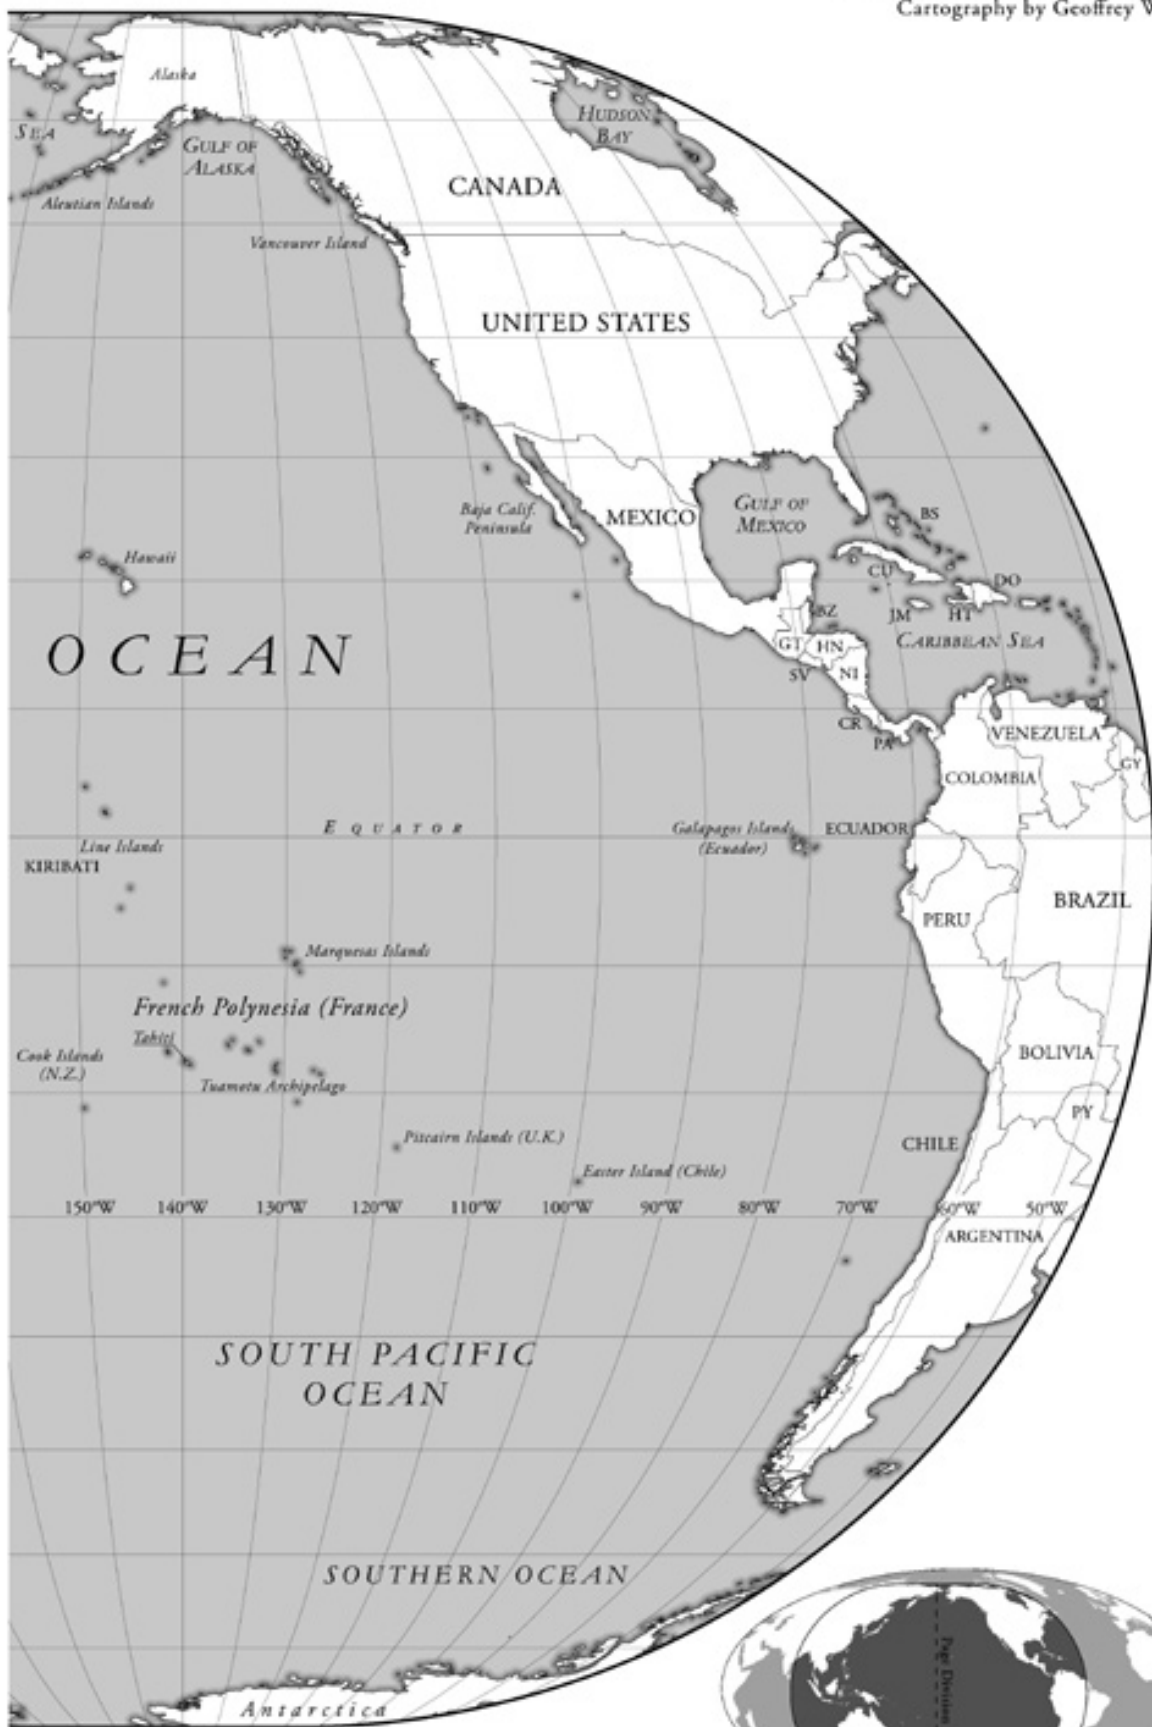 Cartography by Geoffrey
Alaska
SEA
GULF OF
ALASKA
HUDSON
BAY
CANADA
Aleutian Islands
Vancouver Island
UNITED STATES
Baja Calif.
Peninsula
MEXICO
GULF OF
MEXICO
BS
Hawaii
CU
DO
BZ
JM
HT
OCEAN
CARIBBEAN SEA
GT
HN
SV
NI
CR
PA
VENEZUELA
GY
COLOMBIA
EQUATOR
Galapagos Islands
(Ecuador)
ECUADOR
Line Islands
KIRIBATI
PERU
BRAZIL
Marquesas Islands
French Polynesia (France)
Tahiti
Cook Islands
(N.Z.)
Tuamotu Archipelago
BOLIVIA
PY
Pitcairn Islands (U.K.)
CHILE
Easter Island (Chile)
150°W 140°W 130°W 120°W 110°W 100°W 90°W 80°W 70°W 60°W 50°W
ARGENTINA
SOUTH PACIFIC
OCEAN
SOUTHERN OCEAN
Antarctica
Page Division